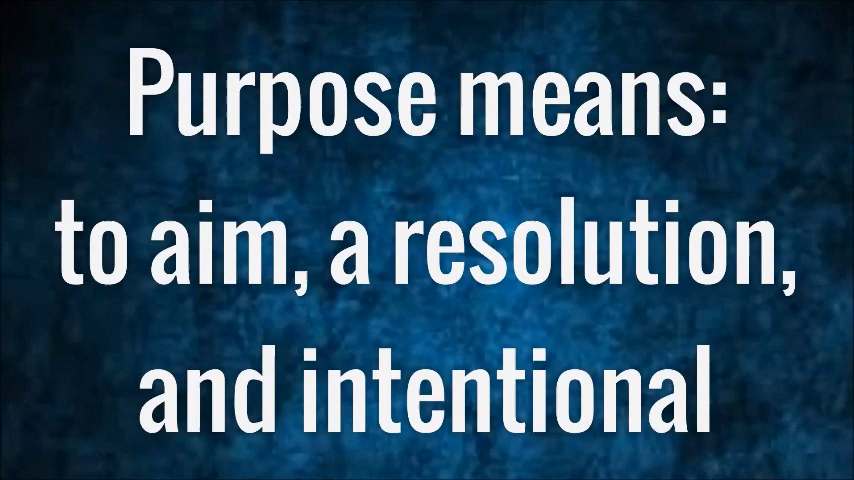 Purpose means:
to aim, a resolution,
and intentional